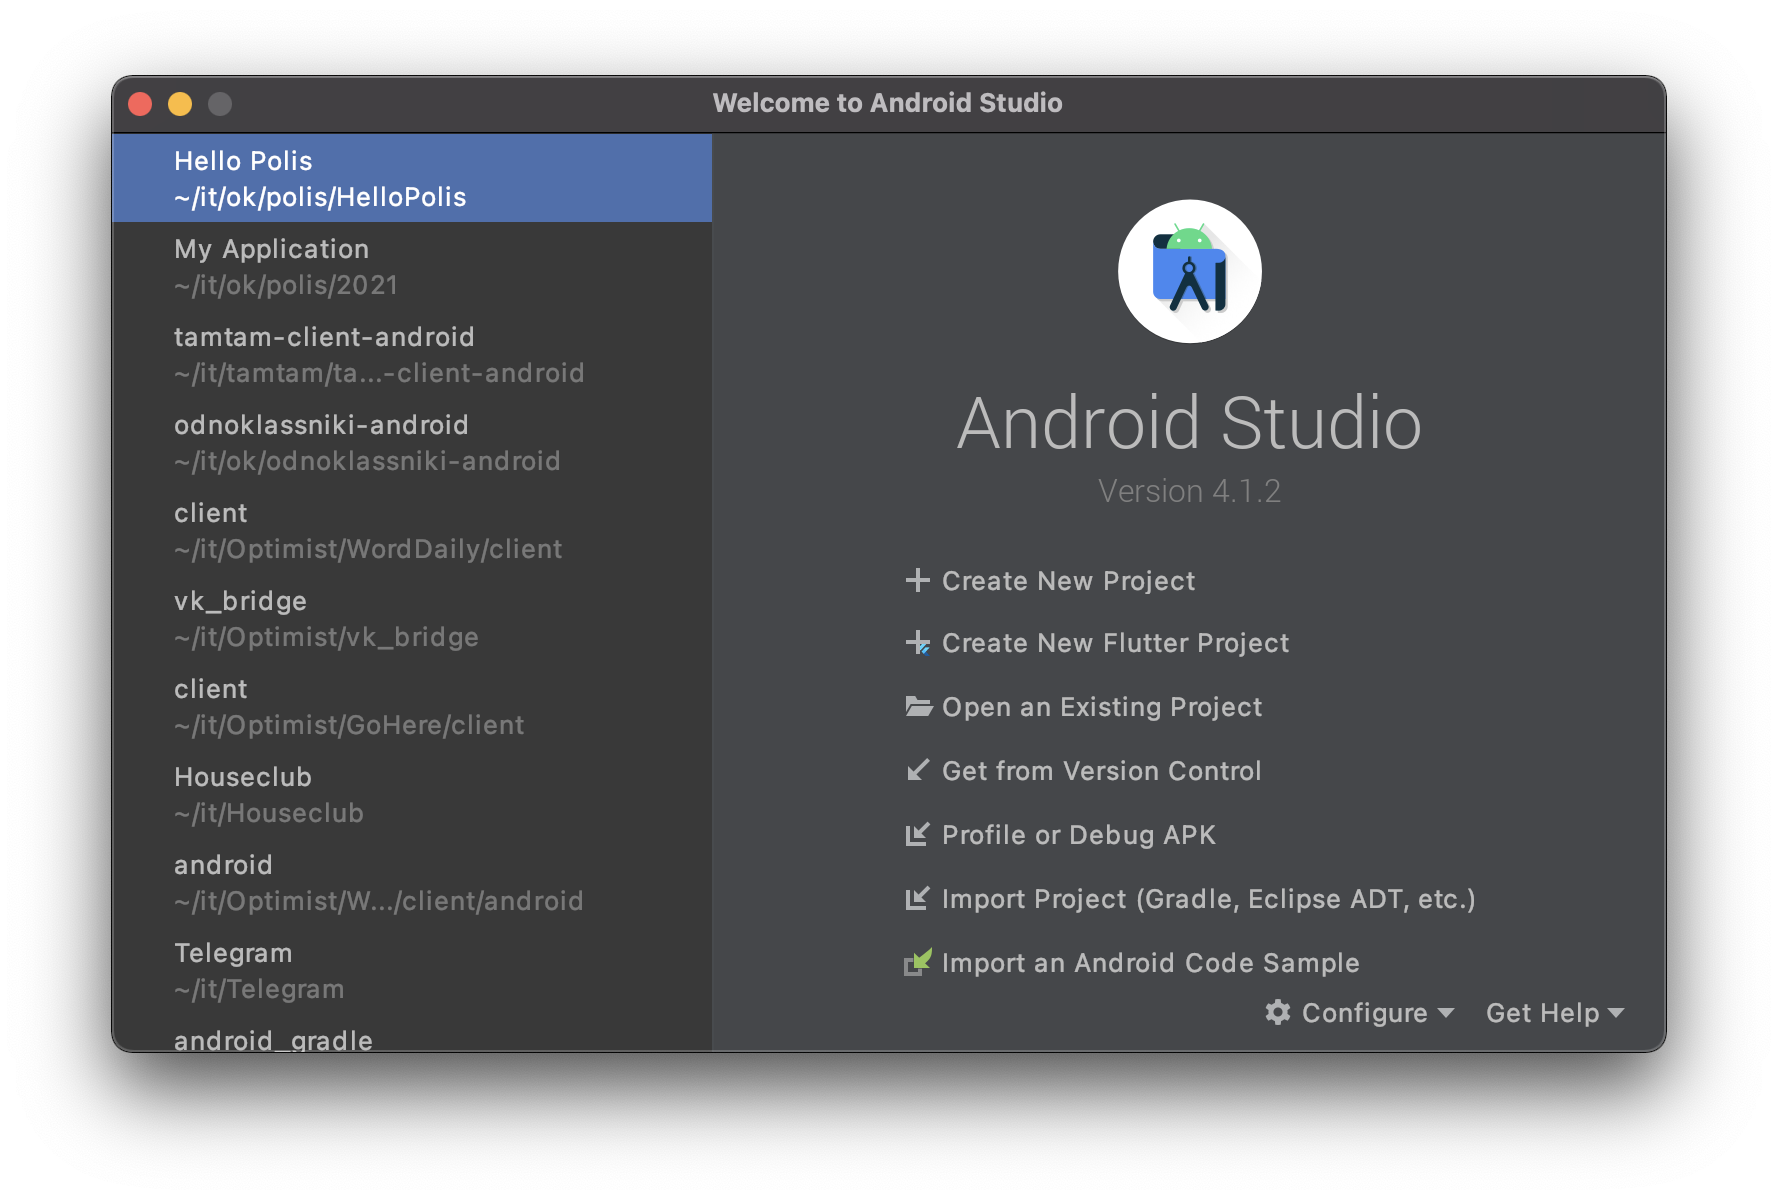 Welcome to Android Studio
Hello Polis
~/it/ok/polis/HelloPolis
My Application
~/it/ok/polis/2021
tamtam-client-android
~/it/tamtam/ta...-client-android
odnoklassniki-android
~/it/ok/odnoklassniki-android
client
~/it/Optimist/WordDaily/client
vk_bridge
~/it/Optimist/vk_bridge
client
~/it/Optimist/GoHere/client
Houseclub
~/it/Houseclub
android
~/it/Optimist/W.../client/android
Telegram
~/it/Telegram
android_gradle
Android Studio
Version 4.1.2
Create New Project
Create New Flutter Project
Open an Existing Project
Get from Version Control
Profile or Debug APK
Import Project (Gradle, Eclipse ADT, etc.)
Import an Android Code Sample
Configure
Get Help